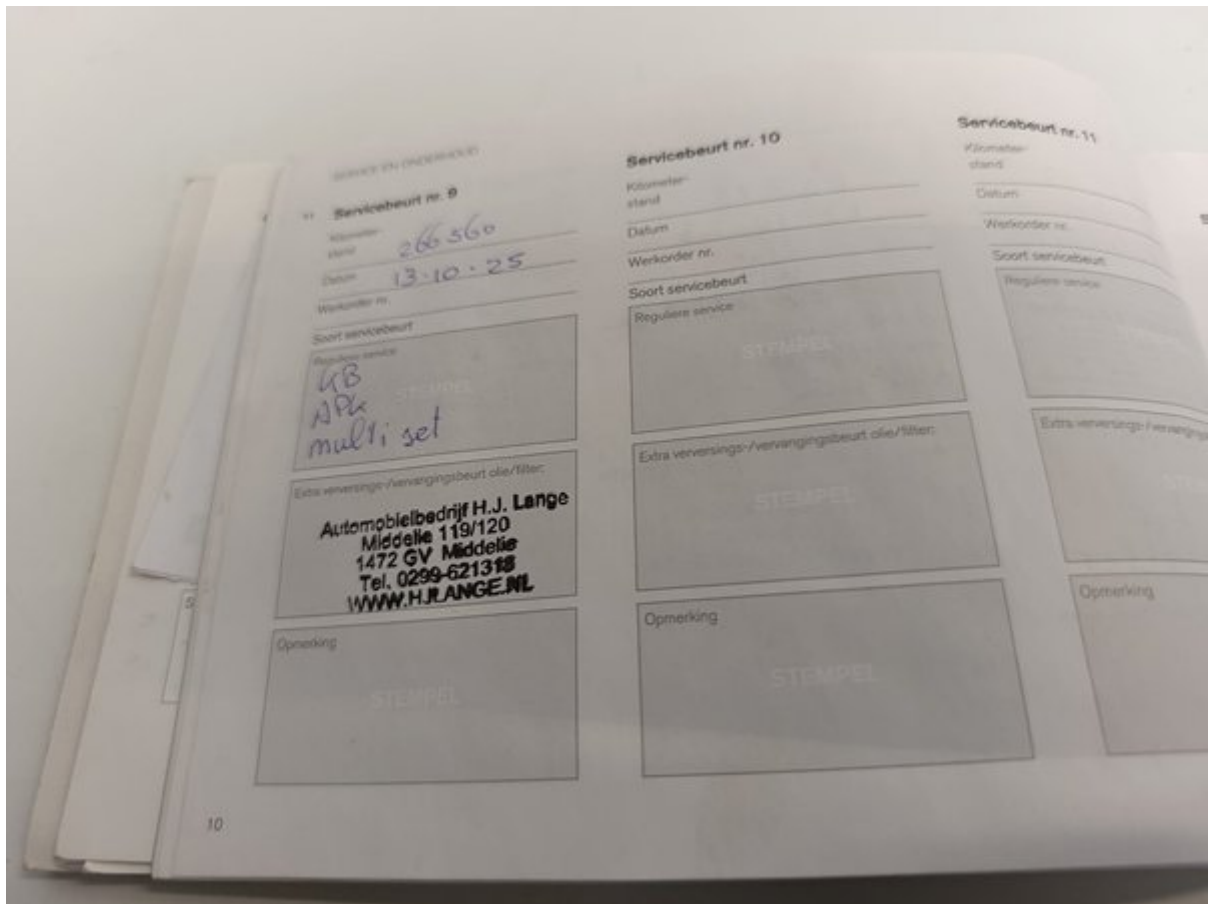 SERVICE EN ONDERHOUD
Servicebeurt nr. 9
Kilometer-
stand 266560
Datum 13-10-25
Werkorder nr.
Soort servicebeurt
Reguliere service
STEMPEL
KB
APK
multi set
Extra verversings-/vervangingsbeurt olie/filter:
Automobielbedrijf H.J. Lange
Middelie 119/120
1472 GV Middelie
Tel. 0299-621318
WWW.HJLANGE.NL
Opmerking
STEMPEL
10
Servicebeurt nr. 10
Kilometer-
stand
Datum
Werkorder nr.
Soort servicebeurt
Reguliere service
STEMPEL
Extra verversings-/vervangingsbeurt olie/filter:
STEMPEL
Opmerking
STEMPEL
Servicebeurt nr. 11
Kilometer-
stand
Datum
Werkorder nr.
Soort servicebeurt
Reguliere service
Extra verversings-/vervangings
Opmerking